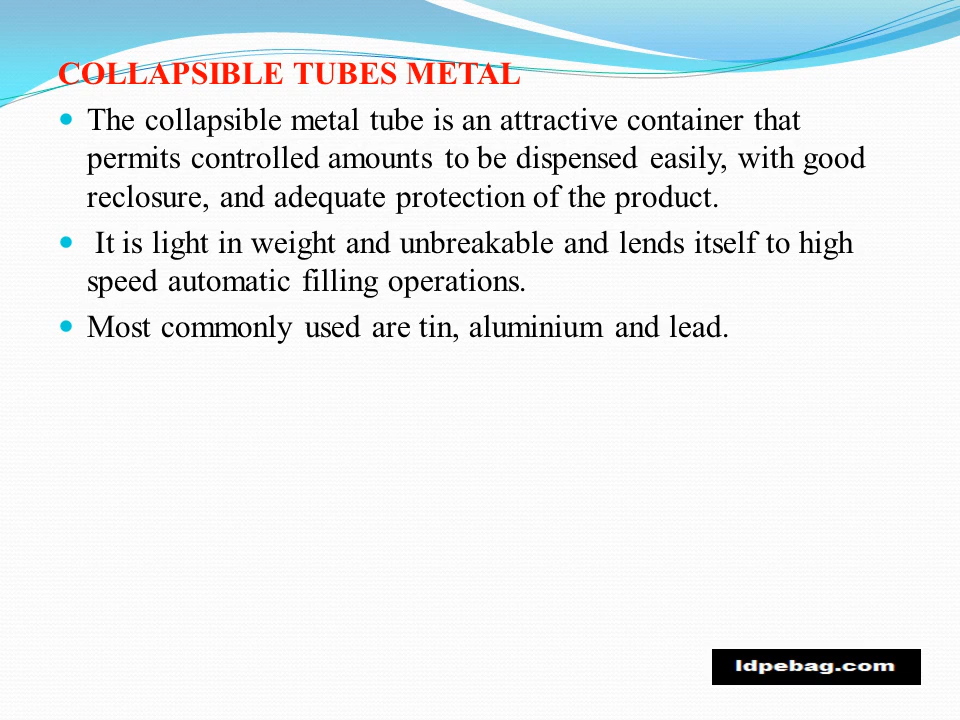 COLLAPSIBLE TUBES METAL
The collapsible metal tube is an attractive container that
permits controlled amounts to be dispensed easily, with good
reclosure, and adequate protection of the product.
It is light in weight and unbreakable and lends itself to high
speed automatic filling operations.
Most commonly used are tin, aluminium and lead.
ldpebag.com